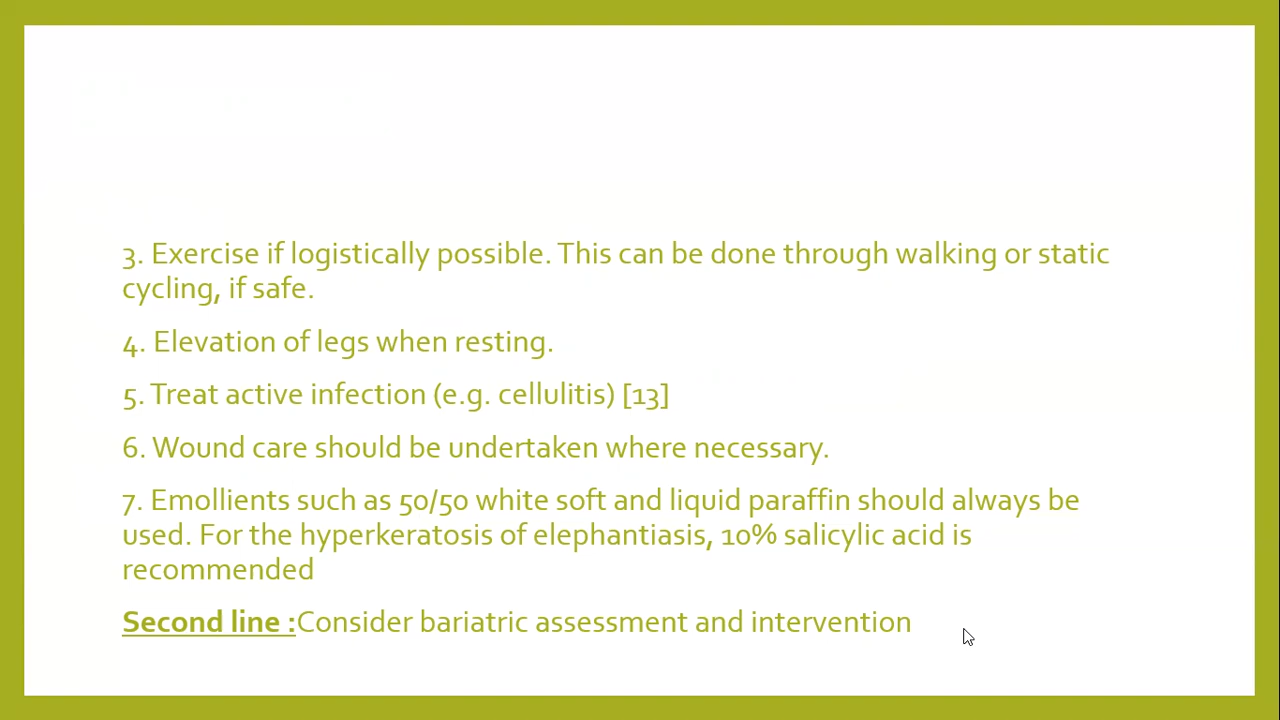 3. Exercise if logistically possible. This can be done through walking or static
cycling, if safe.
4. Elevation of legs when resting.
5. Treat active infection (e.g. cellulitis) [13]
6. Wound care should be undertaken where necessary.
7. Emollients such as 50/50 white soft and liquid paraffin should always be
used. For the hyperkeratosis of elephantiasis, 10% salicylic acid is
recommended
Second line :Consider bariatric assessment and intervention